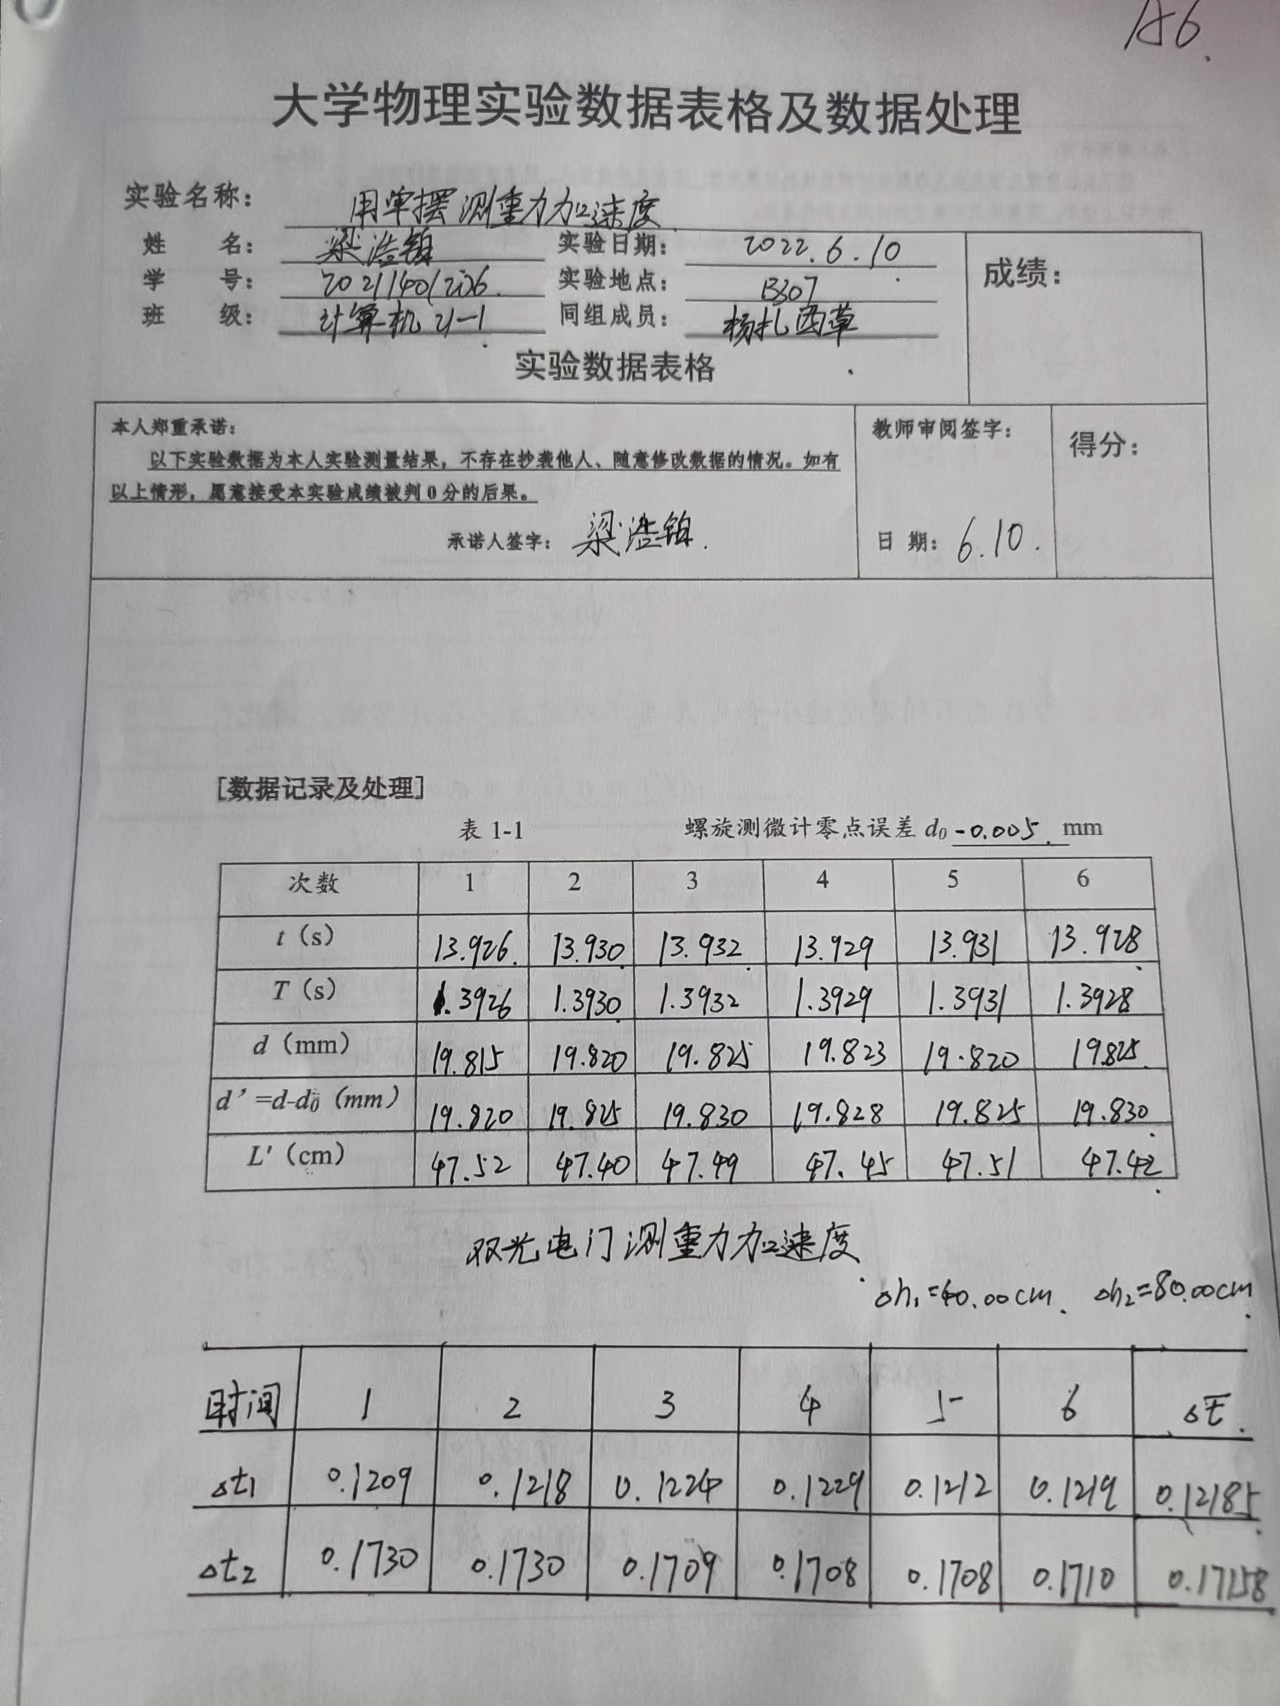 A6.
大学物理实验数据表格及数据处理
实验名称： 用单摆测重力加速度
姓 名： 梁浩铂 实验日期： 2022.6.10 成绩：
学 号： 20211401206. 实验地点： B307
班 级： 计算机21-1 同组成员： 杨扎西草
实验数据表格
本人郑重承诺： 教师审阅签字： 得分：
以下实验数据为本人实验测量结果，不存在抄袭他人、随意修改数据的情况。如有
以上情形，愿意接受本实验成绩被判0分的后果。
承诺人签字： 梁浩铂. 日 期： 6.10.
[数据记录及处理]
表 1-1 螺旋测微计零点误差 d0 -0.005. mm
次数 1 2 3 4 5 6
t（s） 13.926. 13.930 13.932 13.929 13.931 13.928
T（s） 1.3926 1.3930 1.3932 1.3929 1.3931 1.3928
d（mm） 19.815 19.820 19.825 19.823 19.820 19.825.
d'=d-d0（mm） 19.820 19.825 19.830 19.828 19.825 19.830
L'（cm） 47.52 47.40 47.49 47.45 47.51 47.42
双光电门测重力加速度.
Δh₁=40.00cm. Δh₂=80.00cm.
时间 1 2 3 4 5 6 Δt̅.
Δt1 0.1209 0.1218 0.1224 0.1229 0.1212 0.1219 0.12185
Δt2 0.1730 0.1730 0.1709 0.1708 0.1708 0.1710 0.17158